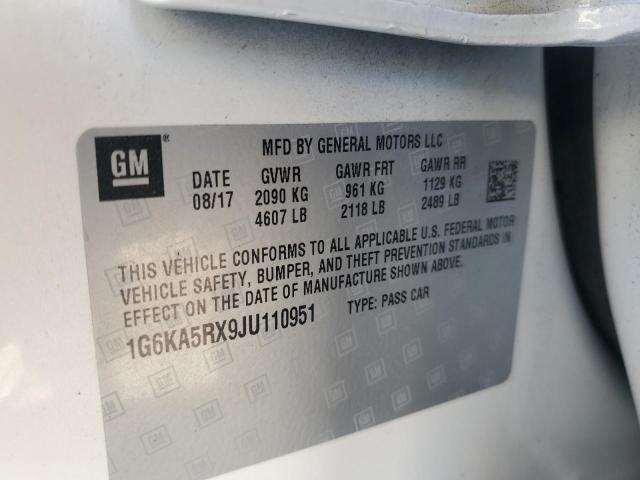 GM ®
MFD BY GENERAL MOTORS LLC
DATE GVWR GAWR FRT GAWR RR
08/17 2090 KG 961 KG 1129 KG
4607 LB 2118 LB 2489 LB
THIS VEHICLE CONFORMS TO ALL APPLICABLE U.S. FEDERAL MOTOR
VEHICLE SAFETY, BUMPER, AND THEFT PREVENTION STANDARDS IN
EFFECT ON THE DATE OF MANUFACTURE SHOWN ABOVE.
1G6KA5RX9JU110951 TYPE: PASS CAR